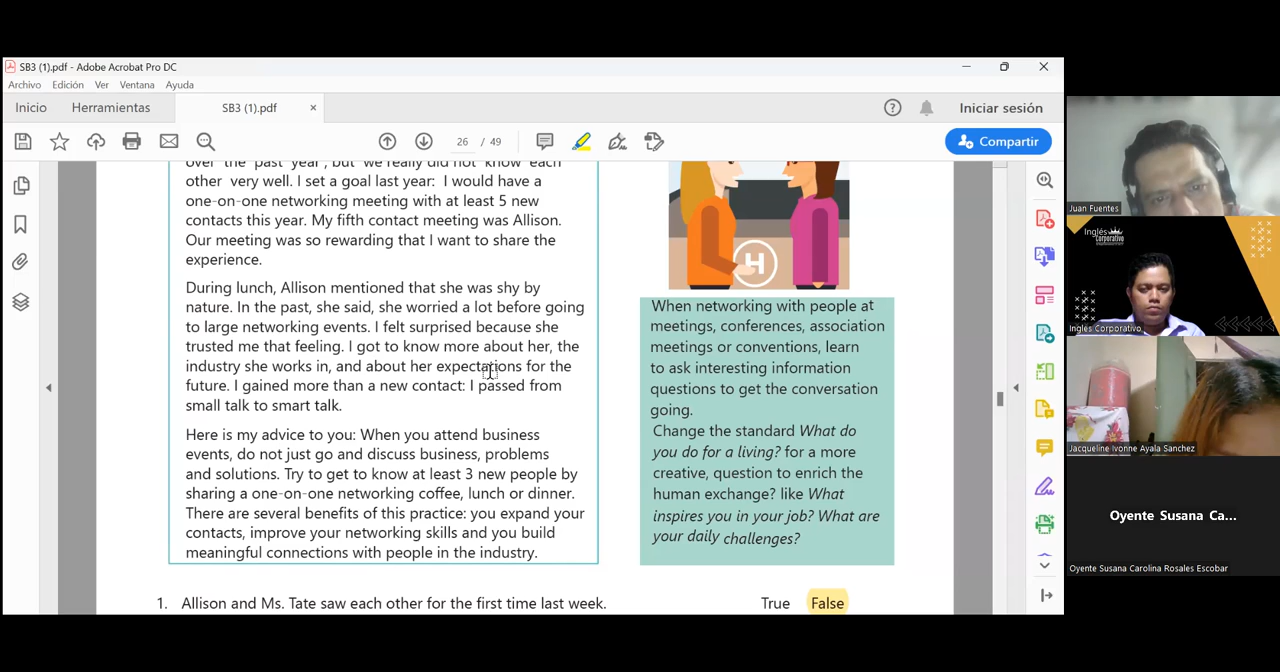 SB3 (1).pdf - Adobe Acrobat Pro DC
Archivo Edición Ver Ventana Ayuda
Inicio Herramientas SB3 (1).pdf × Iniciar sesión
26 / 49 Compartir
over the past year , but we really did not know each
other very well. I set a goal last year: I would have a
one-on-one networking meeting with at least 5 new
contacts this year. My fifth contact meeting was Allison.
Our meeting was so rewarding that I want to share the
experience.
During lunch, Allison mentioned that she was shy by
nature. In the past, she said, she worried a lot before going
to large networking events. I felt surprised because she
trusted me that feeling. I got to know more about her, the
industry she works in, and about her expectations for the
future. I gained more than a new contact: I passed from
small talk to smart talk.
Here is my advice to you: When you attend business
events, do not just go and discuss business, problems
and solutions. Try to get to know at least 3 new people by
sharing a one-on-one networking coffee, lunch or dinner.
There are several benefits of this practice: you expand your
contacts, improve your networking skills and you build
meaningful connections with people in the industry.
H
When networking with people at
meetings, conferences, association
meetings or conventions, learn
to ask interesting information
questions to get the conversation
going.
Change the standard What do
you do for a living? for a more
creative, question to enrich the
human exchange? like What
inspires you in your job? What are
your daily challenges?
1. Allison and Ms. Tate saw each other for the first time last week. True False
Juan Fuentes
Inglés
corporativo
Inglés Corporativo
Jacqueline Ivonne Ayala Sanchez
Oyente Susana Ca...
Oyente Susana Carolina Rosales Escobar